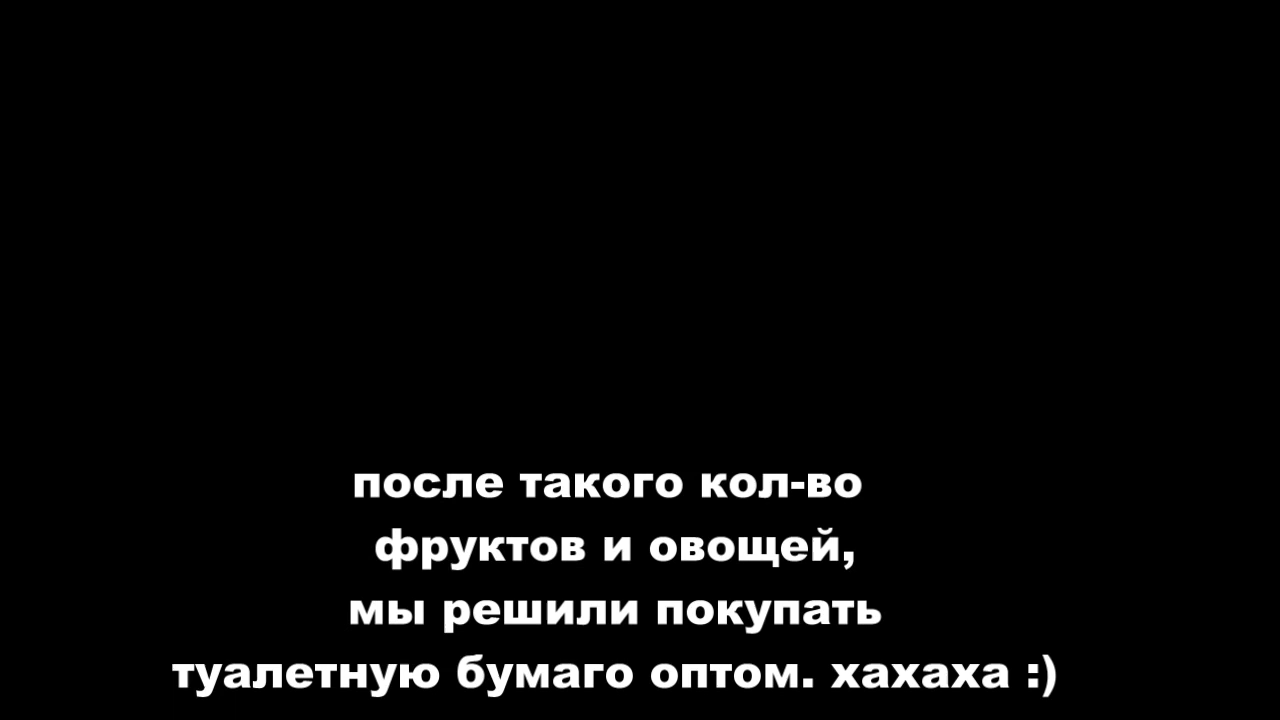 после такого кол-во
фруктов и овощей,
мы решили покупать
туалетную бумаго оптом. хахаха :)